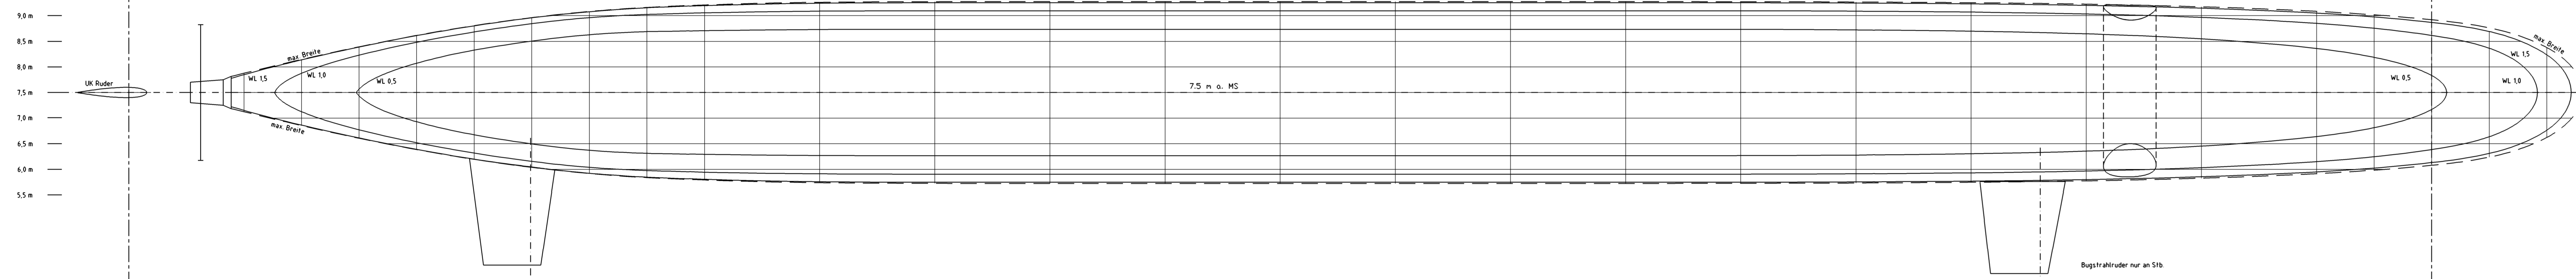 9,0 m
8,5 m
8,0 m
7,5 m
7,0 m
6,5 m
6,0 m
5,5 m
UK Ruder
max. Breite
WL 1,5
WL 1,0
WL 0,5
max. Breite
7.5 m a. MS
max. Breite
WL 1,5
WL 1,0
WL 0,5
Bugstrahlruder nur an Stb.